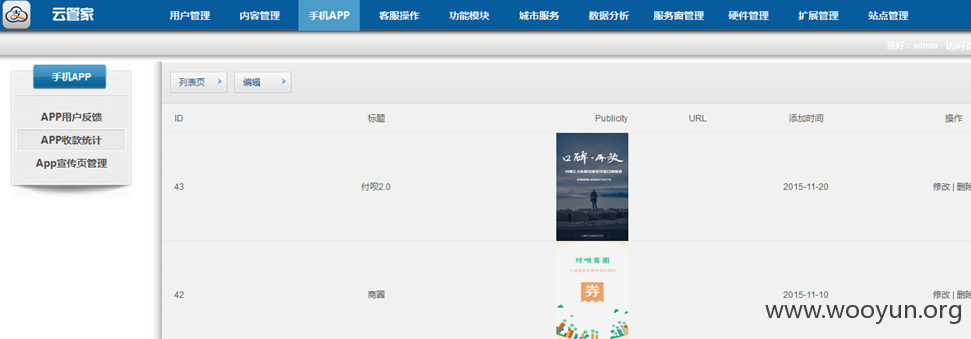 云管家 用户管理 内容管理 手机APP 客服操作 功能模块 城市服务 数据分析 服务窗管理 硬件管理 扩展管理 站点管理
您好：admin 访问首
手机APP
APP用户反馈
APP收款统计
App宣传页管理
列表页 编辑
ID 标题 Publicity URL 添加时间 操作
口碑·开放
43 付呗2.0 2015-11-20 修改 | 删除
付呗商圈
券
42 商圈 2015-11-10 修改 | 删除
www.wooyun.org